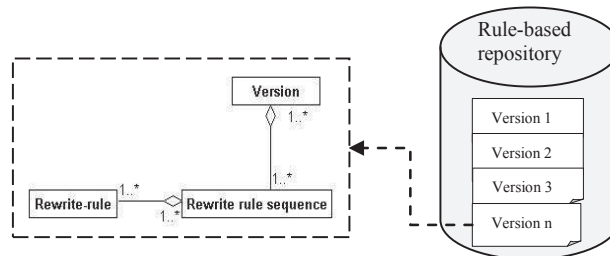 Rule-based
repository
Version
1..*
Version 1
Version 2
Version 3
Version n
1..*
1..*
Rewrite-rule
1..*
Rewrite rule sequence